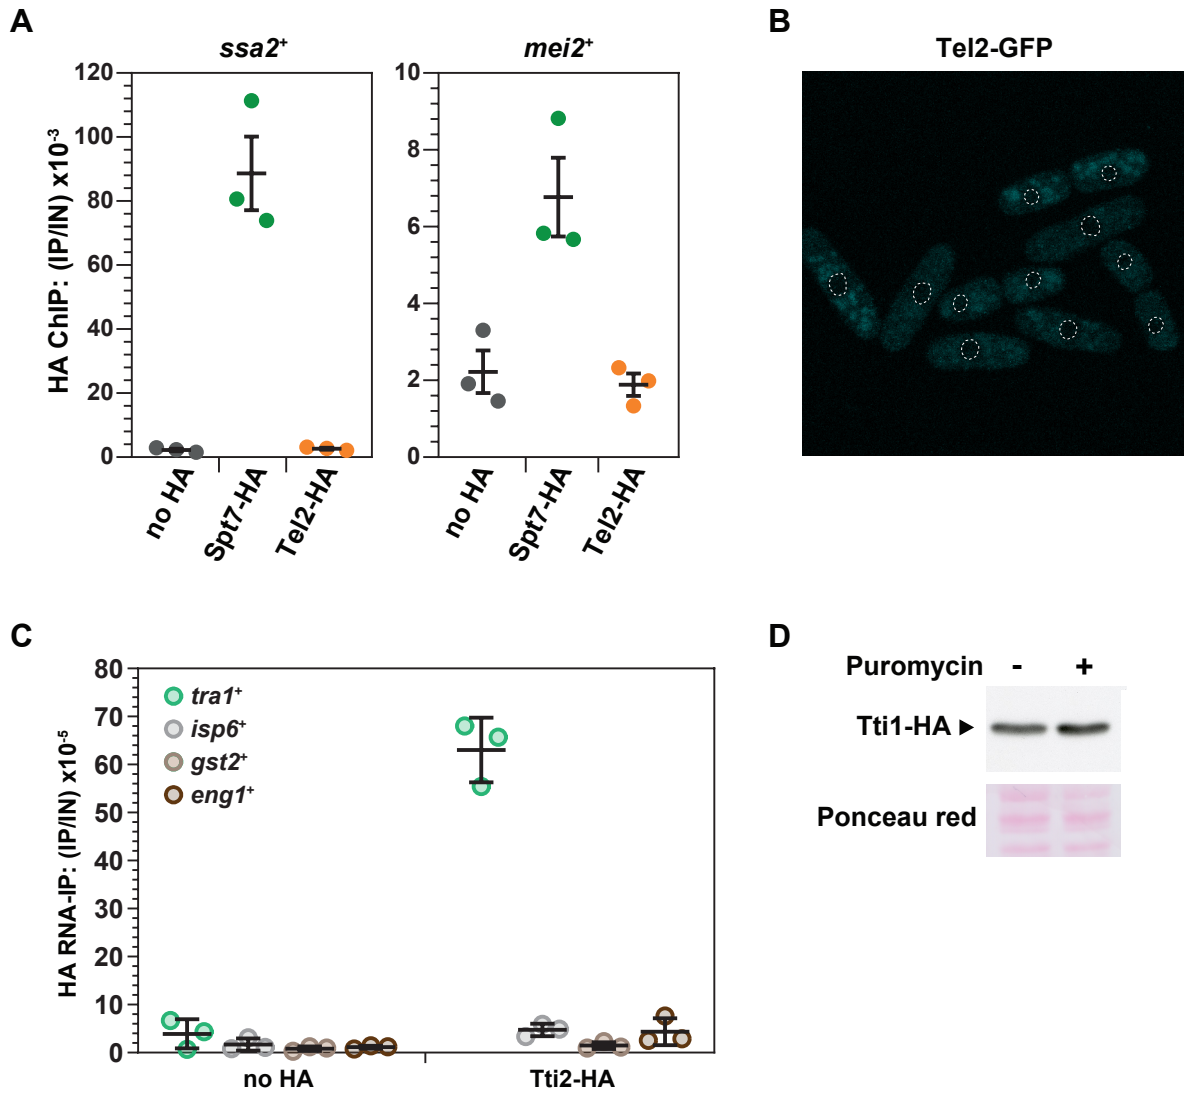 A
ssa2⁺
mei2⁺
HA ChIP: (IP/IN) x10⁻³
120
100
80
60
40
20
0
10
8
6
4
2
0
no HA
Spt7-HA
Tel2-HA
no HA
Spt7-HA
Tel2-HA
B
Tel2-GFP
C
HA RNA-IP: (IP/IN) x10⁻⁵
80
70
60
50
40
30
20
10
0
tra1⁺
isp6⁺
gst2⁺
eng1⁺
no HA
Tti2-HA
D
Puromycin - +
Tti1-HA ►
Ponceau red